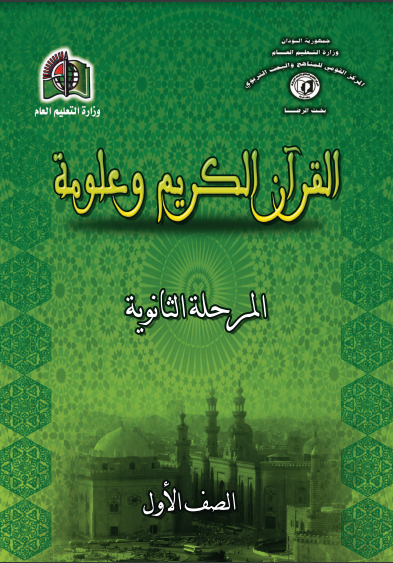 جمهورية السودان
وزارة التعليم العام
المركز القومي للمناهج والبحث التربوي
بخت الرضا
وزارة التعليم العام
القرآن الكريم وعلومة
المرحلة الثانوية
الصف الأول